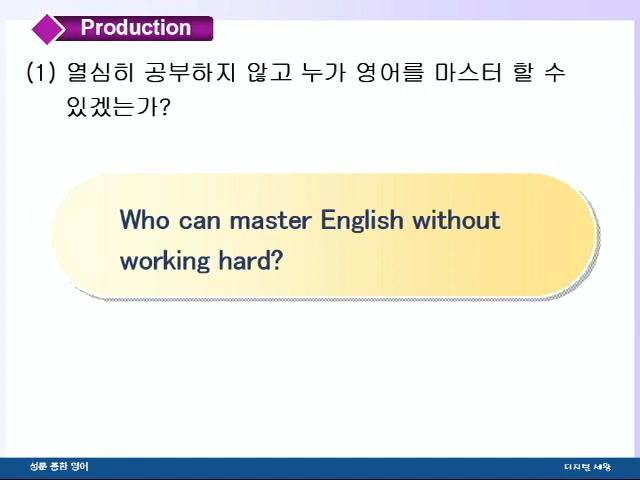 Production
(1) 열심히 공부하지 않고 누가 영어를 마스터 할 수
있겠는가?
Who can master English without
working hard?
성문 종합 영어
디지털 세왕